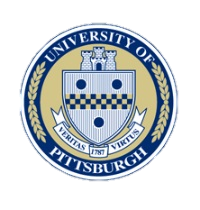 UNIVERSITY OF
VERITAS 1787 VIRTUS
PITTSBURGH